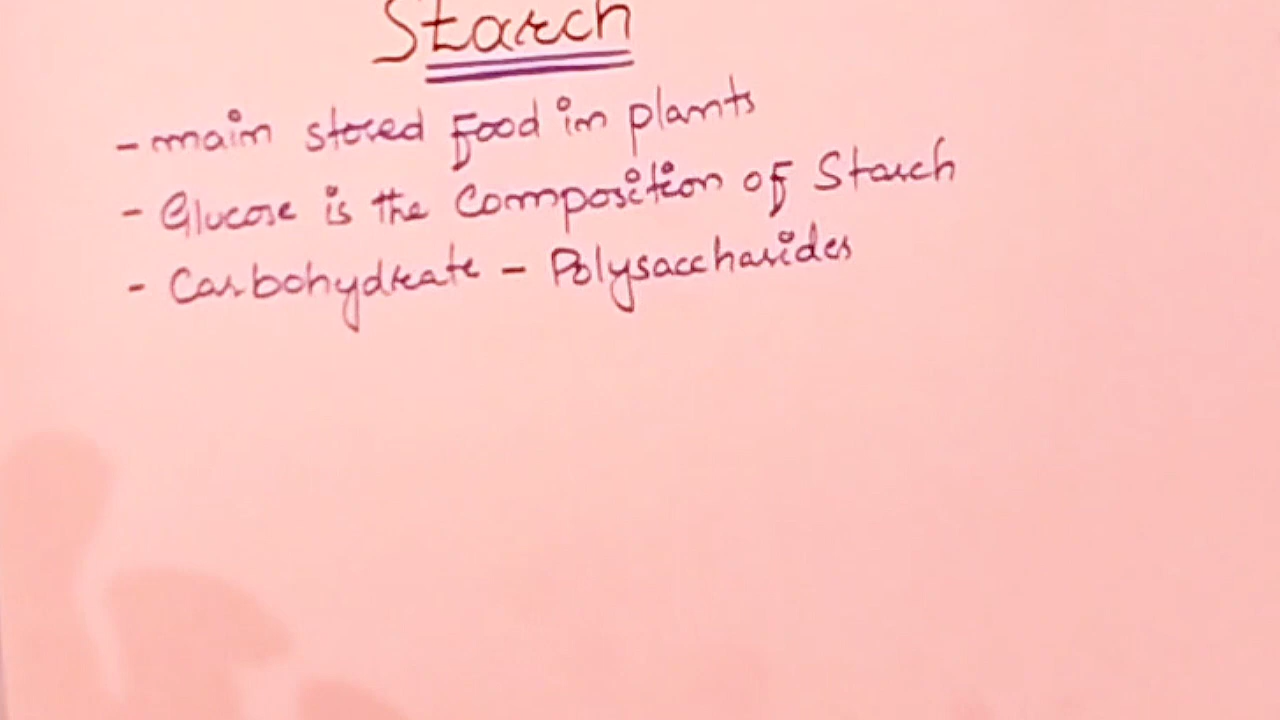 Starch
- main stored Food in plants
- Glucose is the Composition of Starch
- Carbohydrate - Polysaccharides